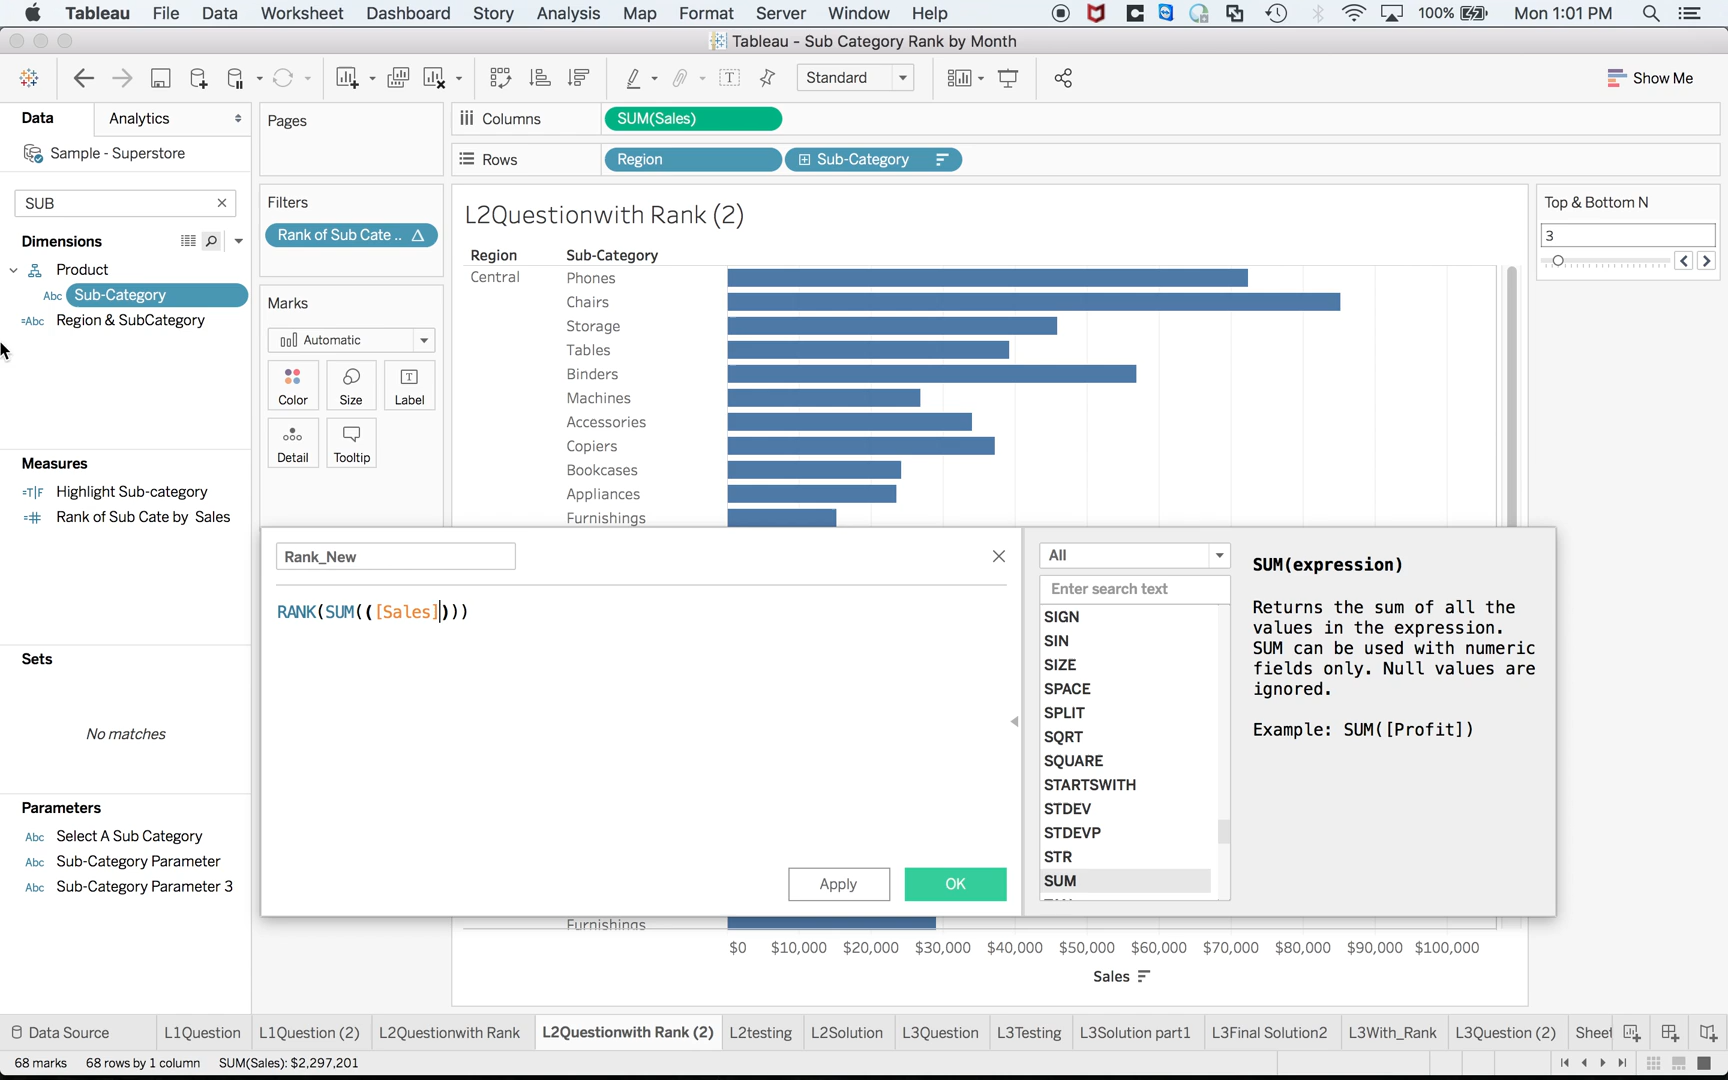 Tableau File Data Worksheet Dashboard Story Analysis Map Format Server Window Help 100% Mon 1:01 PM
Tableau - Sub Category Rank by Month
Standard Show Me
Data Analytics
Sample - Superstore
SUB
Dimensions
Product
Abc Sub-Category
=Abc Region & SubCategory
Measures
=T|F Highlight Sub-category
=# Rank of Sub Cate by Sales
Sets
No matches
Parameters
Abc Select A Sub Category
Abc Sub-Category Parameter
Abc Sub-Category Parameter 3
Pages
Filters
Rank of Sub Cate ..
Marks
Automatic
Color Size Label
Detail Tooltip
Columns SUM(Sales)
Rows Region Sub-Category
L2Questionwith Rank (2)
Region Sub-Category
Central Phones
Chairs
Storage
Tables
Binders
Machines
Accessories
Copiers
Bookcases
Appliances
Furnishings
Top & Bottom N
3
Rank_New
RANK(SUM(([Sales])))
Apply OK
All
Enter search text
SIGN
SIN
SIZE
SPACE
SPLIT
SQRT
SQUARE
STARTSWITH
STDEV
STDEVP
STR
SUM
SUM(expression)
Returns the sum of all the
values in the expression.
SUM can be used with numeric
fields only. Null values are
ignored.
Example: SUM([Profit])
Furnishings
$0 $10,000 $20,000 $30,000 $40,000 $50,000 $60,000 $70,000 $80,000 $90,000 $100,000
Sales
Data Source L1Question L1Question (2) L2Questionwith Rank L2Questionwith Rank (2) L2testing L2Solution L3Question L3Testing L3Solution part1 L3Final Solution2 L3With_Rank L3Question (2) Sheet
68 marks 68 rows by 1 column SUM(Sales): $2,297,201